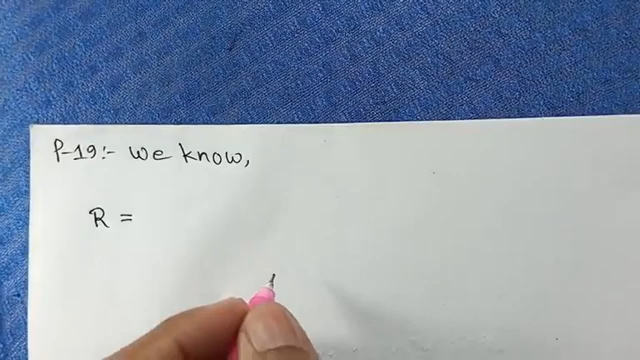 P-19:- we know,
R =